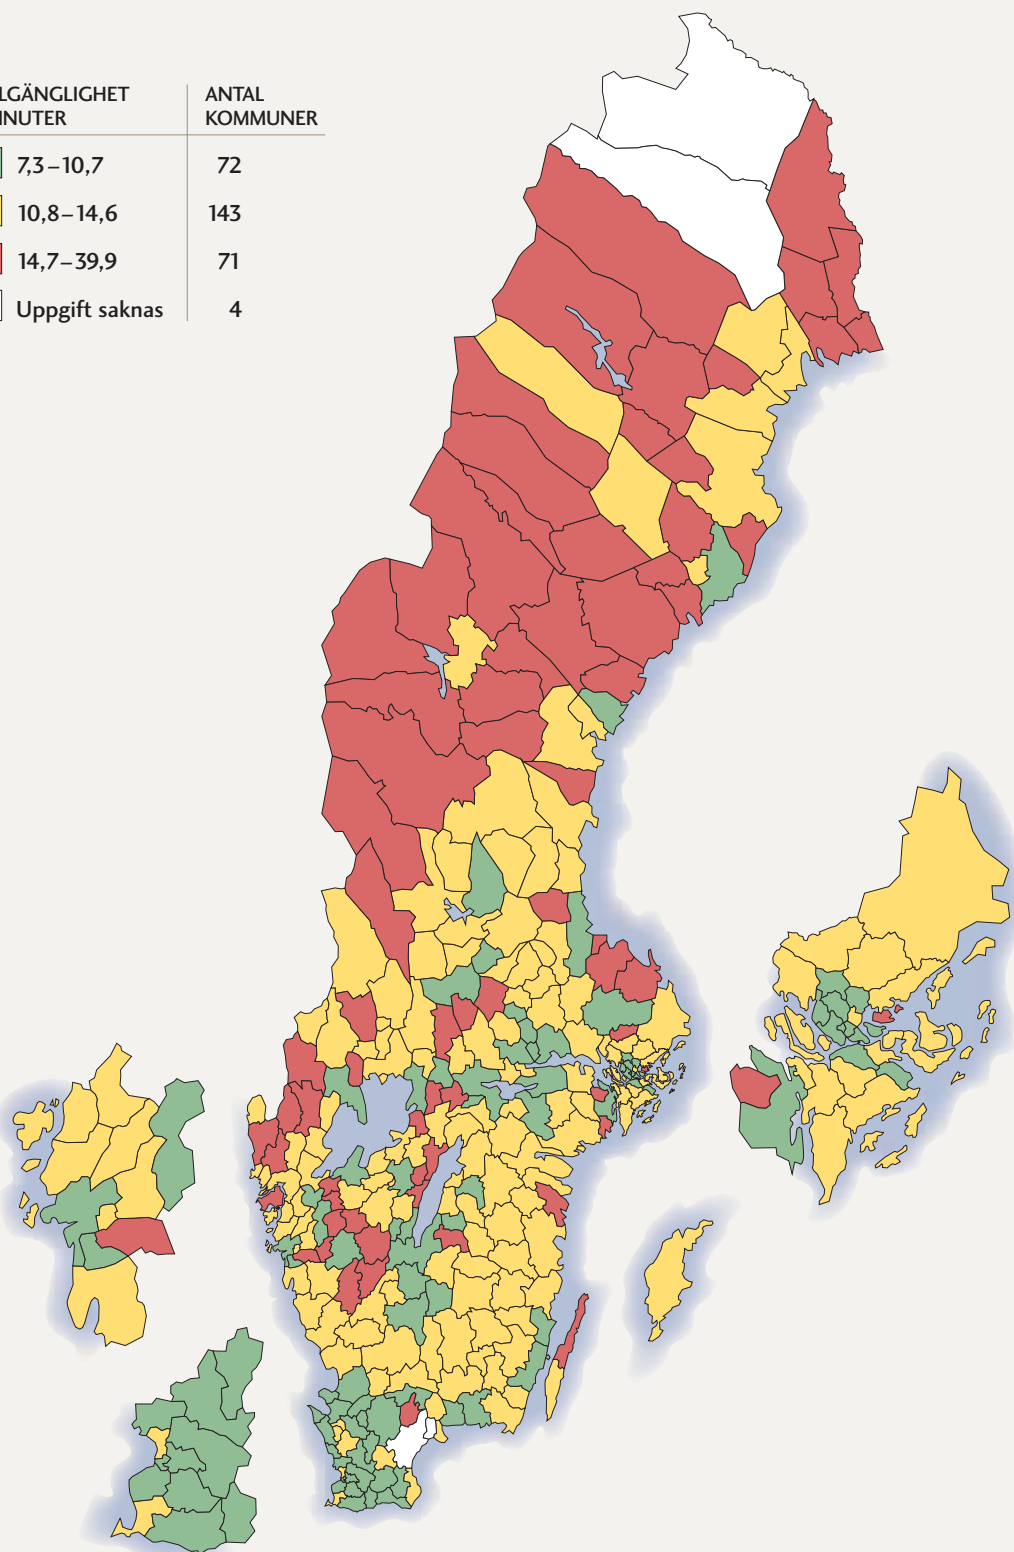 LGÄNGLIGHET
NUTER
ANTAL
KOMMUNER
7,3–10,7 72
10,8–14,6 143
14,7–39,9 71
Uppgift saknas 4